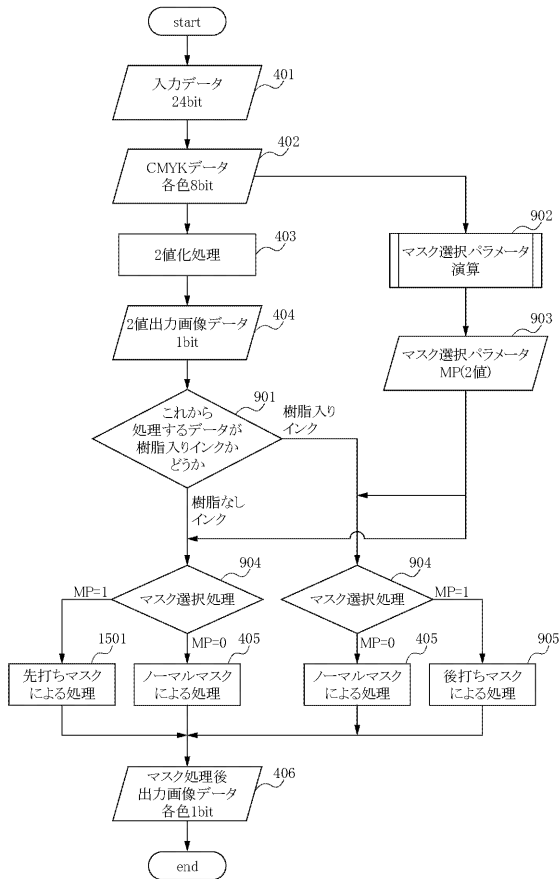 start
入力データ
24bit
401
CMYKデータ
各色8bit
402
2値化処理
403
マスク選択パラメータ
演算
902
2値出力画像データ
1bit
404
マスク選択パラメータ
MP(2値)
903
これから
処理するデータが
樹脂入りインクか
どうか
901
樹脂入り
インク
樹脂なし
インク
マスク選択処理
904
MP=1
MP=0
マスク選択処理
904
MP=1
MP=0
先打ちマスク
による処理
1501
ノーマルマスク
による処理
405
ノーマルマスク
による処理
405
後打ちマスク
による処理
905
マスク処理後
出力画像データ
各色1bit
406
end